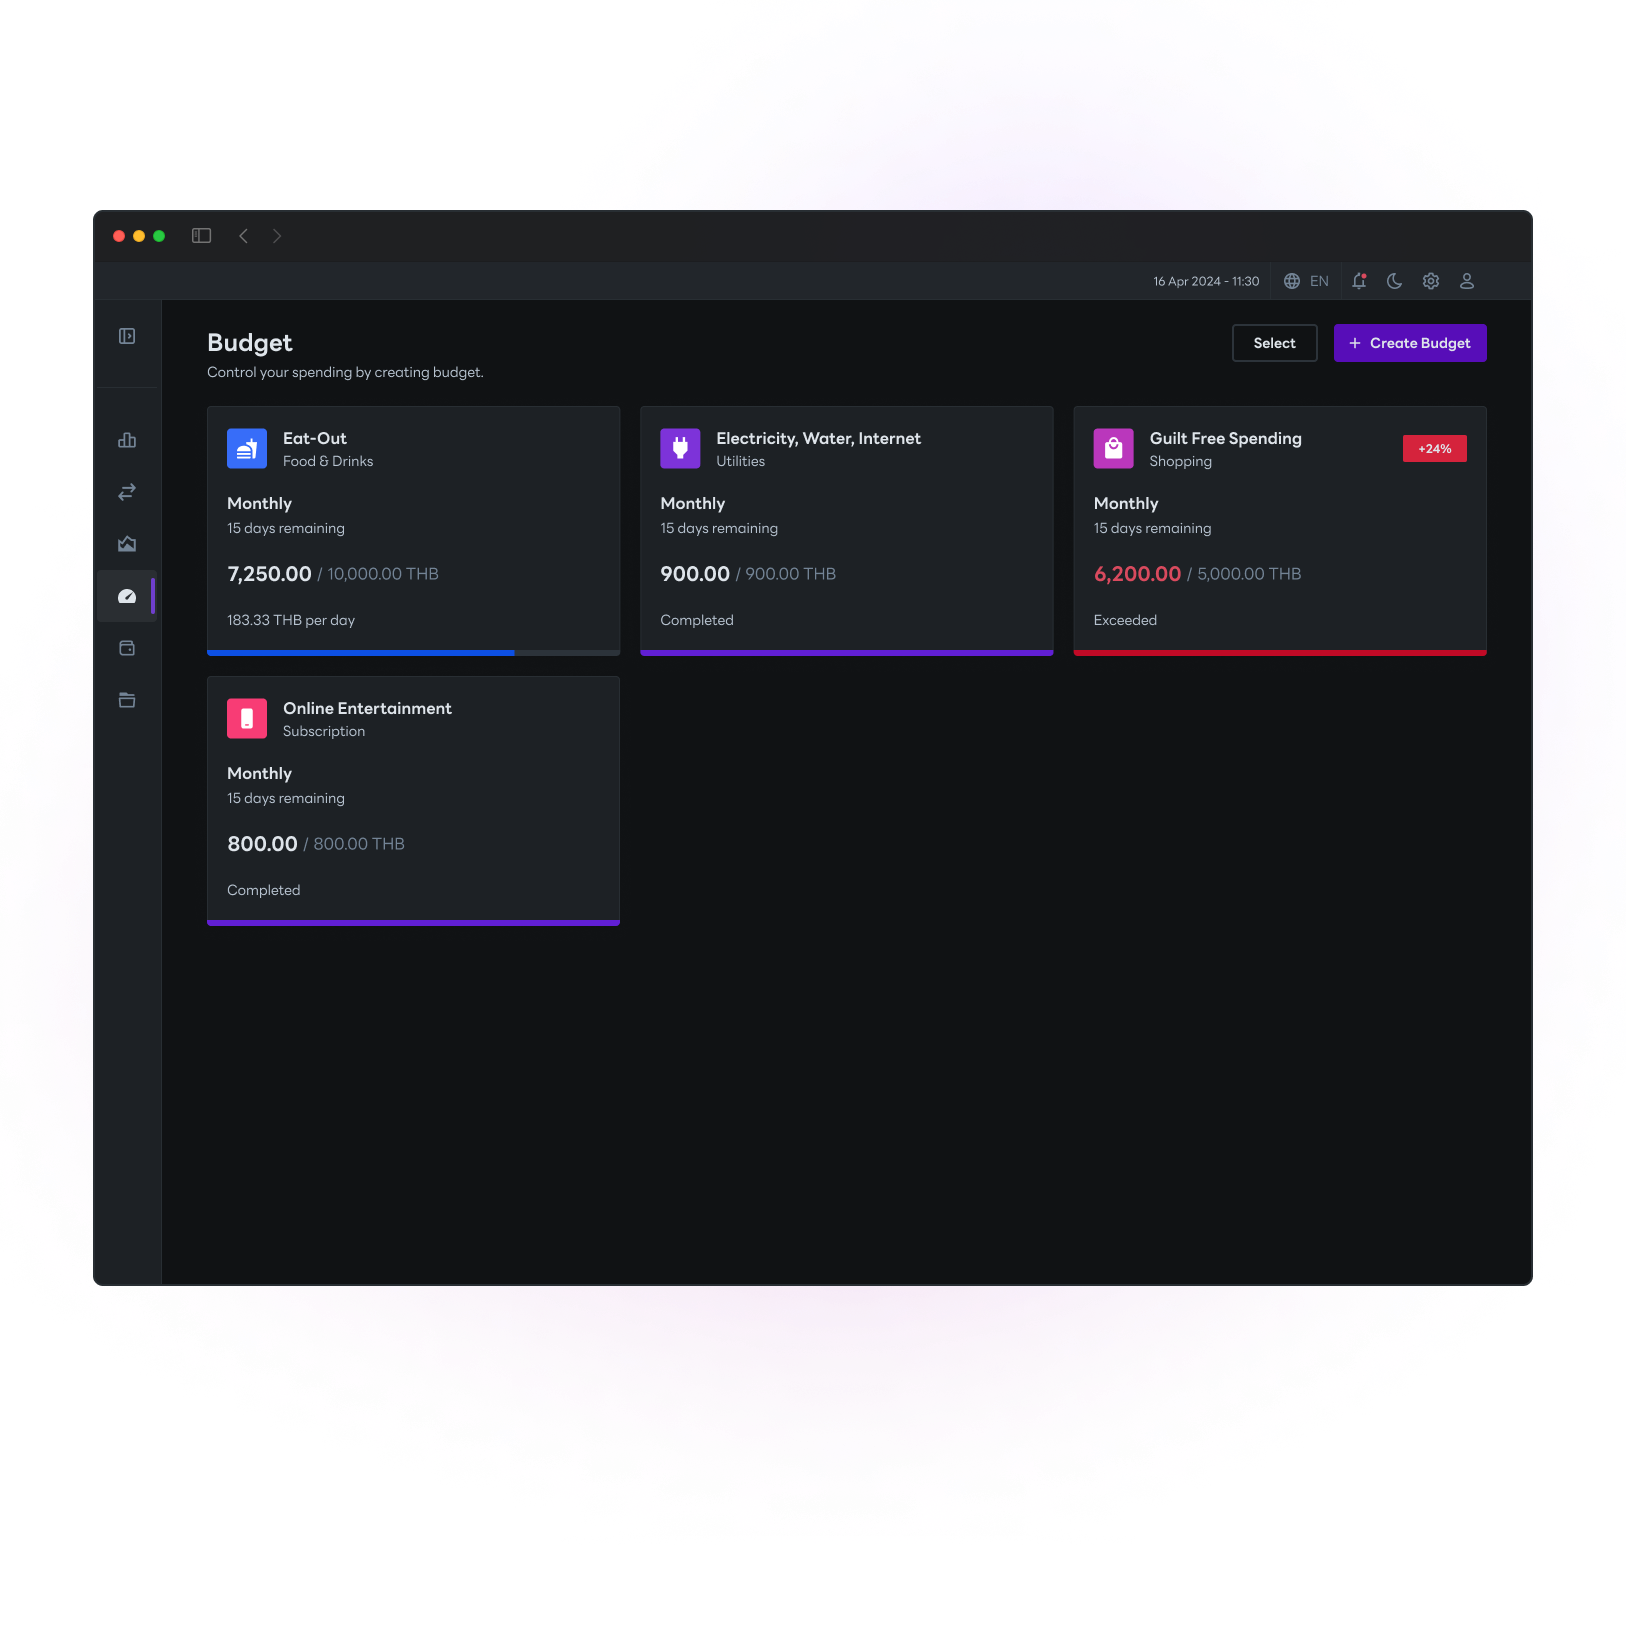 16 Apr 2024 - 11:30
EN
Budget
Control your spending by creating budget.
Select
+ Create Budget
Eat-Out
Food & Drinks
Monthly
15 days remaining
7,250.00 / 10,000.00 THB
183.33 THB per day
Electricity, Water, Internet
Utilities
Monthly
15 days remaining
900.00 / 900.00 THB
Completed
Guilt Free Spending
Shopping
+24%
Monthly
15 days remaining
6,200.00 / 5,000.00 THB
Exceeded
Online Entertainment
Subscription
Monthly
15 days remaining
800.00 / 800.00 THB
Completed